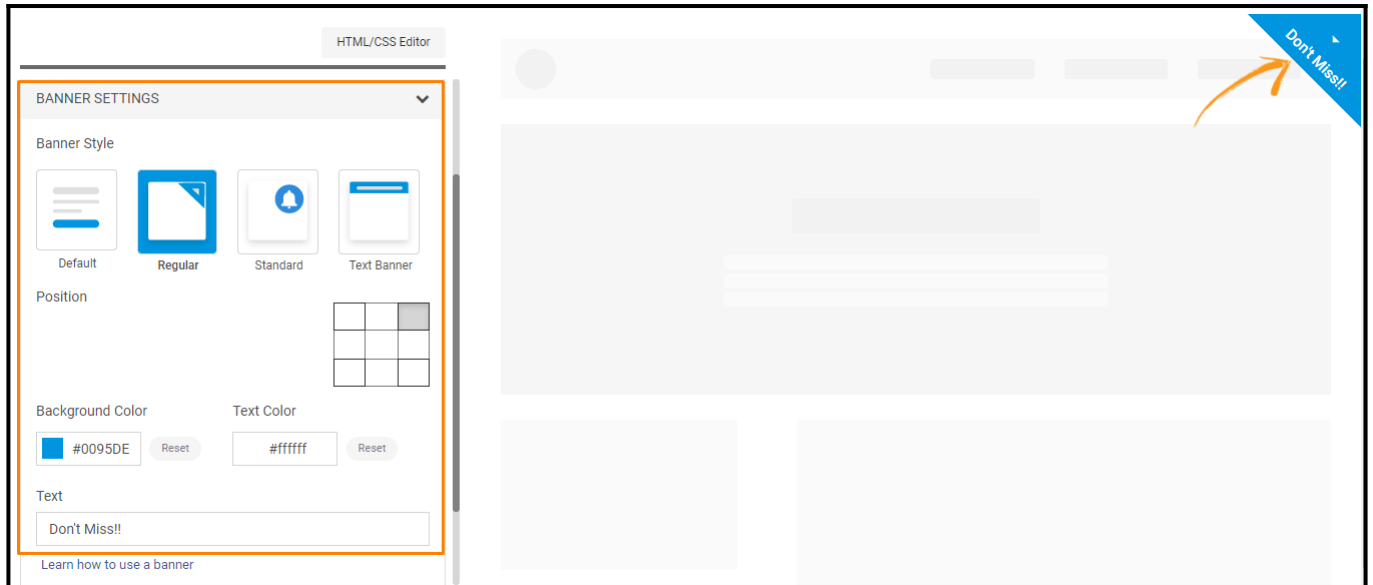 HTML/CSS Editor
BANNER SETTINGS
Banner Style
Default
Regular
Standard
Text Banner
Position
Background Color
Text Color
#0095DE
Reset
#ffffff
Reset
Text
Don't Miss!!
Learn how to use a banner
Don't Miss!!